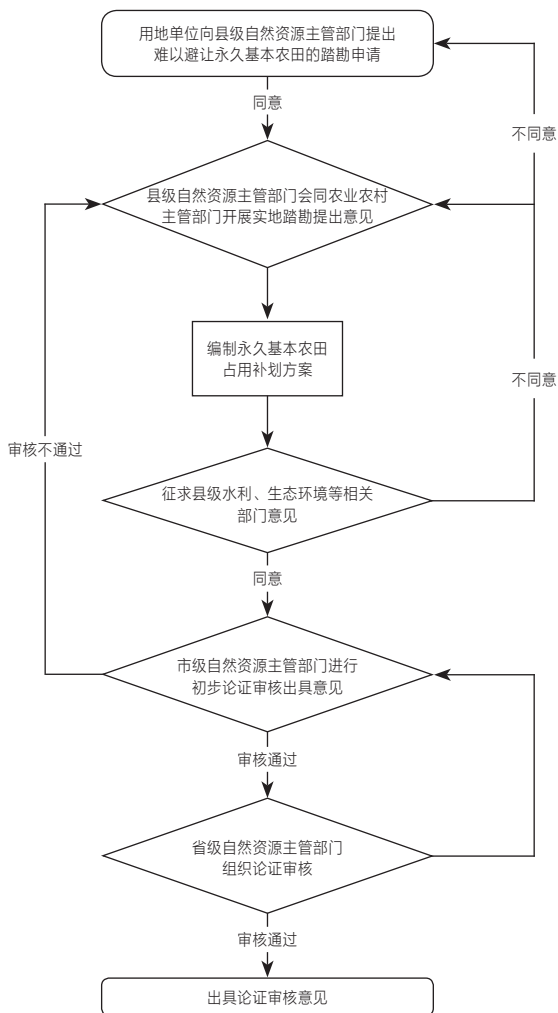 用地单位向县级自然资源主管部门提出
难以避让永久基本农田的踏勘申请
同意
不同意
县级自然资源主管部门会同农业农村
主管部门开展实地踏勘提出意见
编制永久基本农田
占用补划方案
不同意
审核不通过
征求县级水利、生态环境等相关
部门意见
同意
市级自然资源主管部门进行
初步论证审核出具意见
审核通过
省级自然资源主管部门
组织论证审核
审核通过
出具论证审核意见